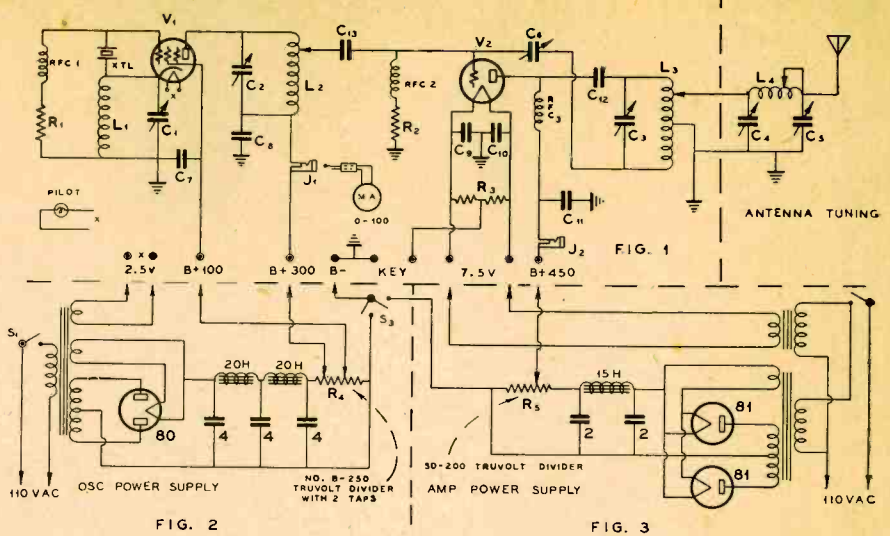 V1
RFC 1
XTL
x
R1
L1
C1
C7
C2
C8
L2
C13
J1
MA
0-100
RFC 2
R2
V2
C6
C9
C10
R3
RFC3
C12
C3
L3
C11
J2
L4
C4
C5
PILOT
x
FIG. 1
ANTENNA TUNING
x
2.5V
B+100
B+300
B-
KEY
7.5V
B+450
S1
80
20H
20H
4
4
4
R4
S3
R5
15H
2
2
81
81
110 VAC
OSC POWER SUPPLY
NO. B-250
TRUVOLT DIVIDER
WITH 2 TAPS
SD-200 TRUVOLT DIVIDER
AMP POWER SUPPLY
110 VAC
FIG. 2
FIG. 3